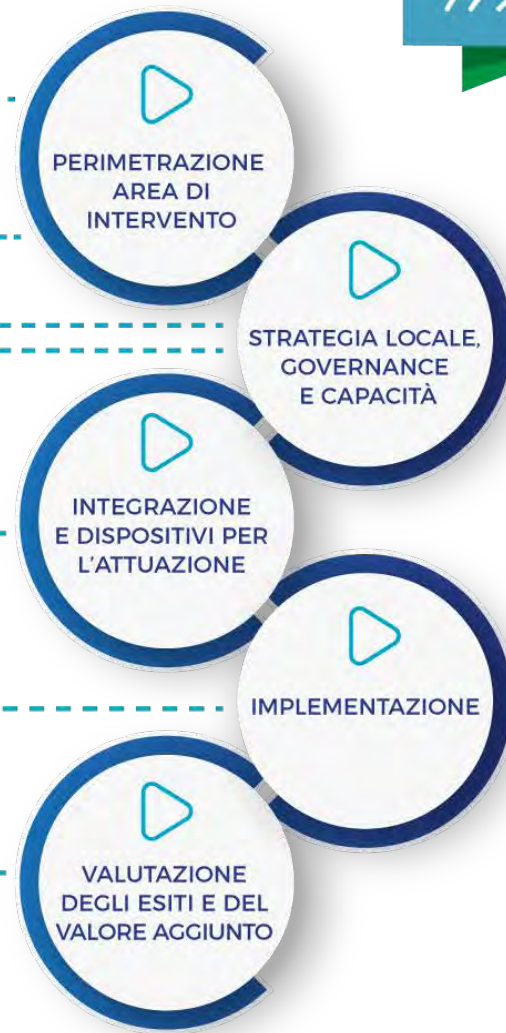 PERIMETRAZIONE
AREA DI
INTERVENTO
STRATEGIA LOCALE,
GOVERNANCE
E CAPACITÀ
INTEGRAZIONE
E DISPOSITIVI PER
L'ATTUAZIONE
IMPLEMENTAZIONE
VALUTAZIONE
DEGLI ESITI E DEL
VALORE AGGIUNTO